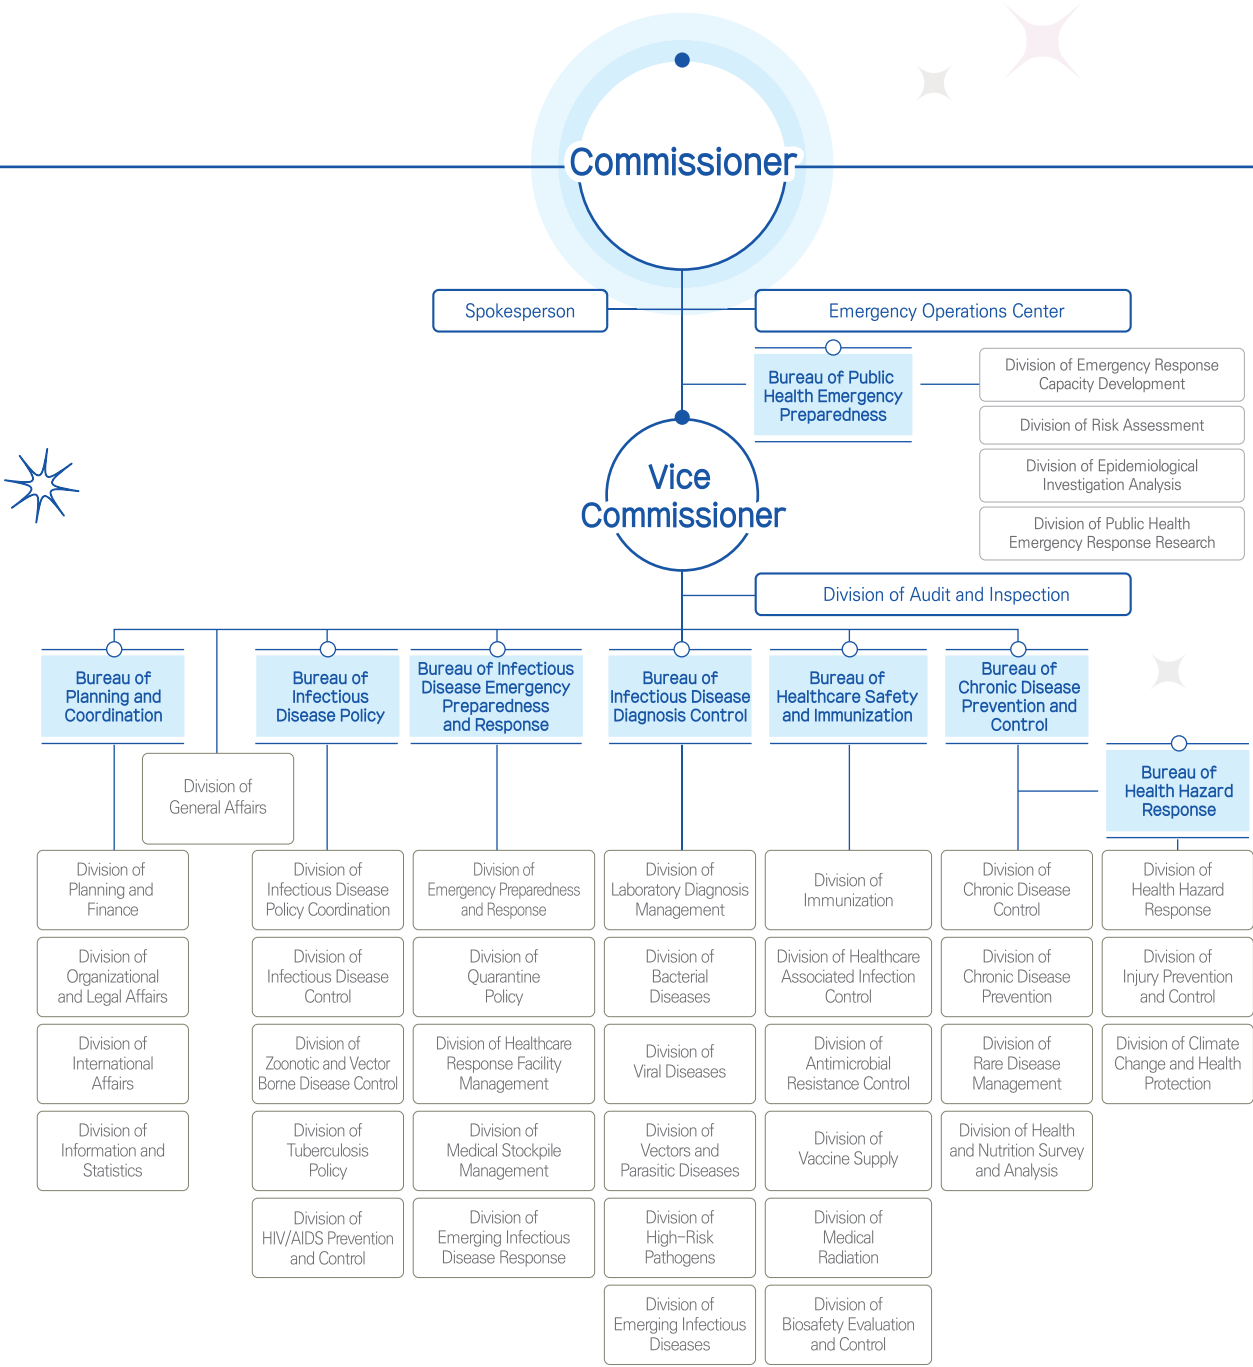 Commissioner
Spokesperson
Emergency Operations Center
Bureau of Public
Health Emergency
Preparedness
Division of Emergency Response
Capacity Development
Division of Risk Assessment
Division of Epidemiological
Investigation Analysis
Division of Public Health
Emergency Response Research
Vice
Commissioner
Division of Audit and Inspection
Bureau of
Planning and
Coordination
Bureau of
Infectious
Disease Policy
Bureau of Infectious
Disease Emergency
Preparedness
and Response
Bureau of
Infectious Disease
Diagnosis Control
Bureau of
Healthcare Safety
and Immunization
Bureau of
Chronic Disease
Prevention and
Control
Bureau of
Health Hazard
Response
Division of
General Affairs
Division of
Planning and
Finance
Division of
Organizational
and Legal Affairs
Division of
International
Affairs
Division of
Information and
Statistics
Division of
Infectious Disease
Policy Coordination
Division of
Infectious Disease
Control
Division of
Zoonotic and Vector
Borne Disease Control
Division of
Tuberculosis
Policy
Division of
HIV/AIDS Prevention
and Control
Division of
Emergency Preparedness
and Response
Division of
Quarantine
Policy
Division of Healthcare
Response Facility
Management
Division of
Medical Stockpile
Management
Division of
Emerging Infectious
Disease Response
Division of
Laboratory Diagnosis
Management
Division of
Bacterial
Diseases
Division of
Viral Diseases
Division of
Vectors and
Parasitic Diseases
Division of
High-Risk
Pathogens
Division of
Emerging Infectious
Diseases
Division of
Immunization
Division of Healthcare
Associated Infection
Control
Division of
Antimicrobial
Resistance Control
Division of
Vaccine Supply
Division of
Medical
Radiation
Division of
Biosafety Evaluation
and Control
Division of
Chronic Disease
Control
Division of
Chronic Disease
Prevention
Division of
Rare Disease
Management
Division of Health
and Nutrition Survey
and Analysis
Division of
Health Hazard
Response
Division of
Injury Prevention
and Control
Division of Climate
Change and Health
Protection